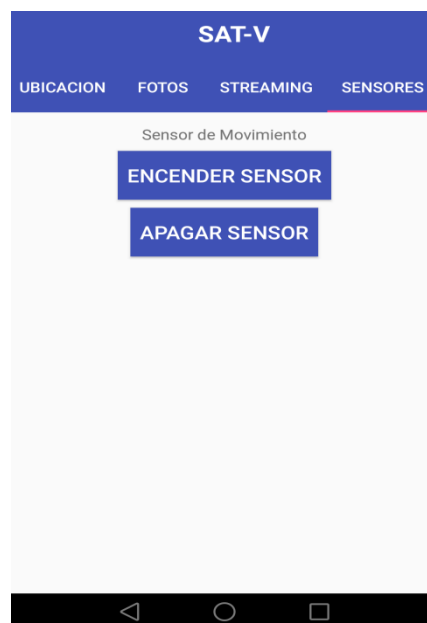 SAT-V
UBICACION FOTOS STREAMING SENSORES
Sensor de Movimiento
ENCENDER SENSOR
APAGAR SENSOR